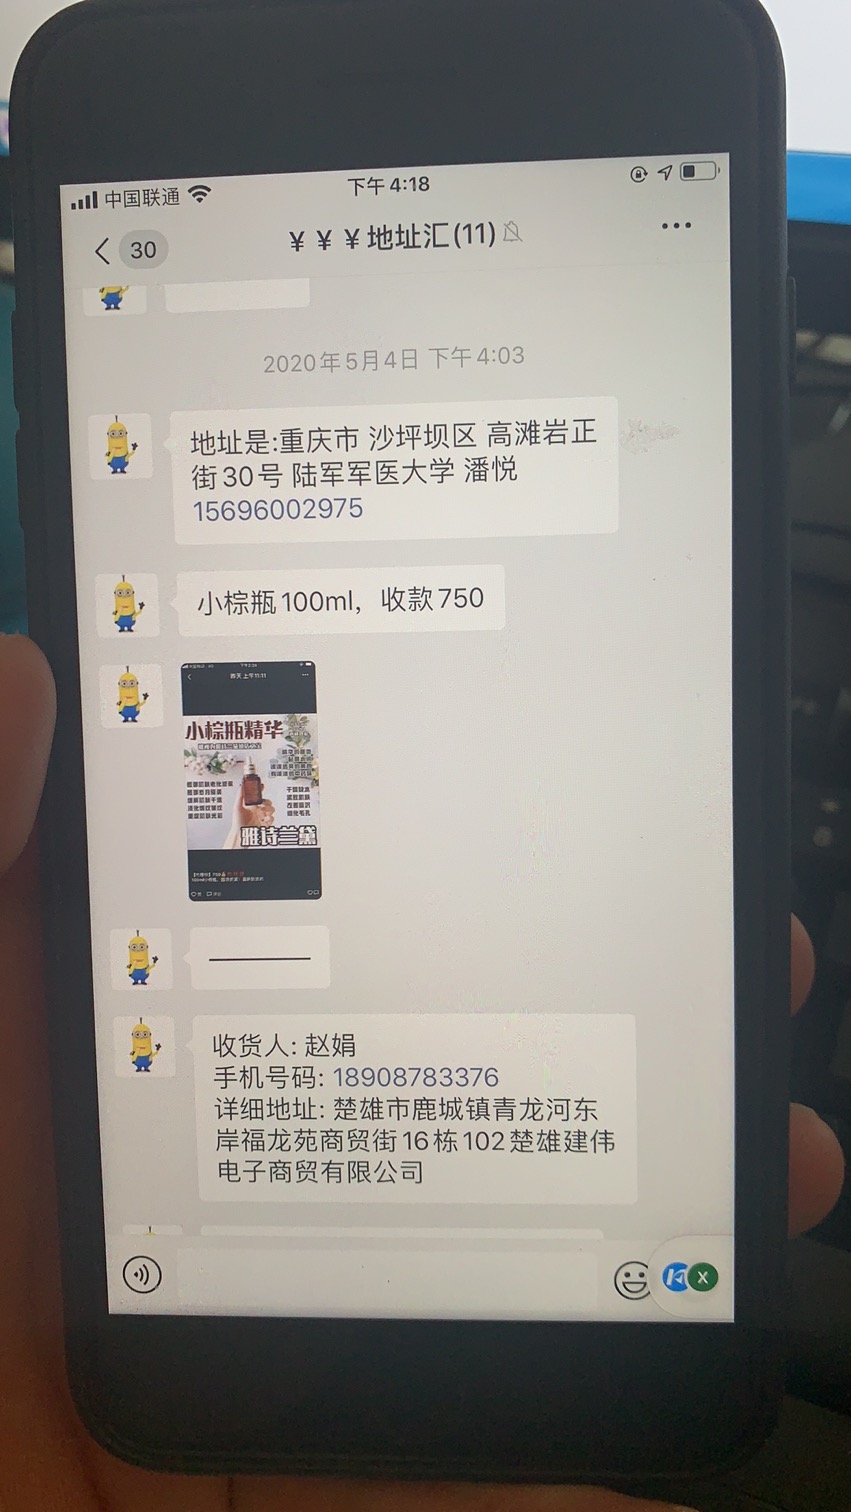 中国联通
下午4:18
30
￥￥￥地址汇(11)
2020年5月4日 下午4:03
地址是:重庆市 沙坪坝区 高滩岩正
街30号 陆军军医大学 潘悦
15696002975
小棕瓶100ml，收款750
昨天 上午11:11
小棕瓶精华
雅诗兰黛
收货人: 赵娟
手机号码: 18908783376
详细地址: 楚雄市鹿城镇青龙河东
岸福龙苑商贸街16栋102楚雄建伟
电子商贸有限公司
X